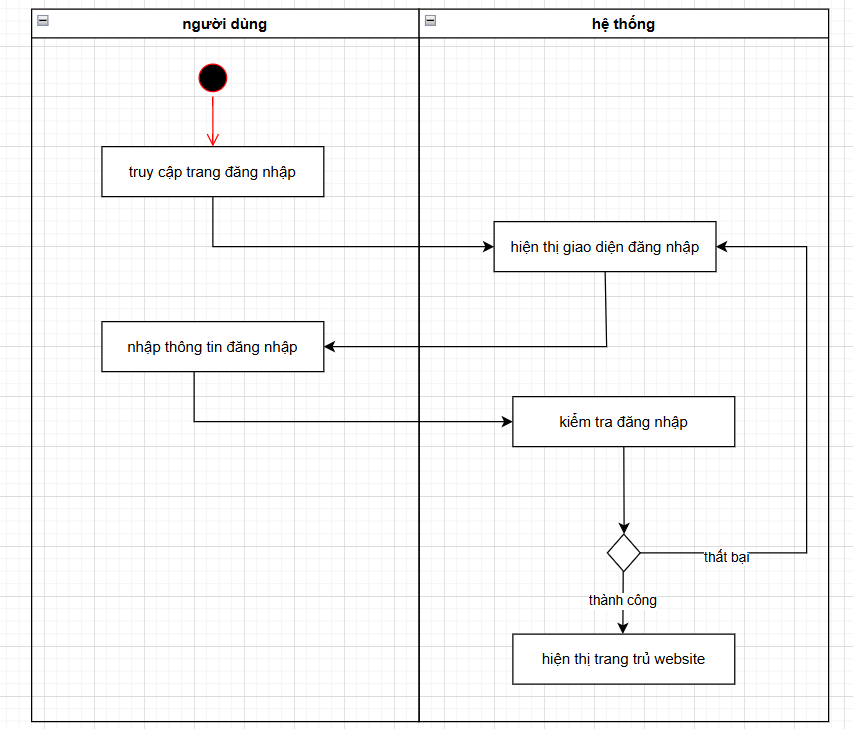 người dùng
hệ thống
truy cập trang đăng nhập
hiện thị giao diện đăng nhập
nhập thông tin đăng nhập
kiểm tra đăng nhập
thất bại
thành công
hiện thị trang trủ website